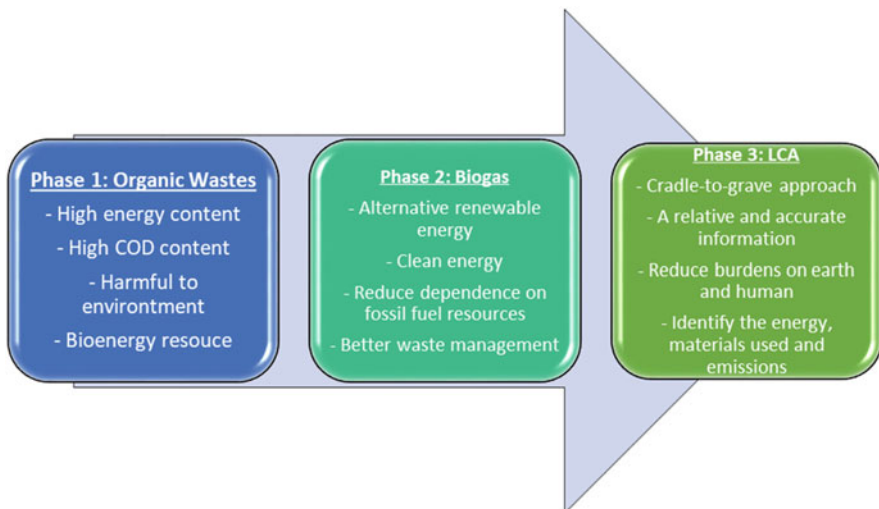 Phase 1: Organic Wastes
- High energy content
- High COD content
- Harmful to
environtment
- Bioenergy resouce
Phase 2: Biogas
- Alternative renewable
energy
- Clean energy
- Reduce dependence on
fossil fuel resources
- Better waste management
Phase 3: LCA
- Cradle-to-grave approach
- A relative and accurate
information
- Reduce burdens on earth
and human
- Identify the energy,
materials used and
emissions